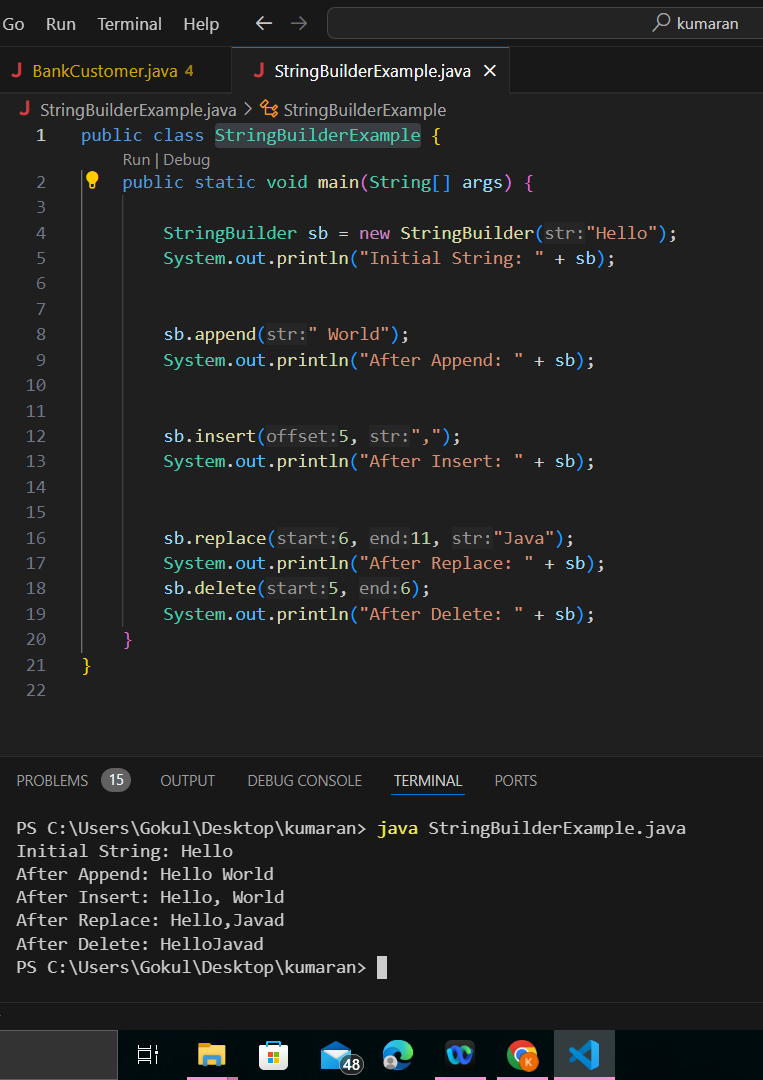 Go Run Terminal Help ← → kumaran
J BankCustomer.java 4 J StringBuilderExample.java ×
J StringBuilderExample.java > StringBuilderExample
1 public class StringBuilderExample {
Run | Debug
2 public static void main(String[] args) {
3
4 StringBuilder sb = new StringBuilder(str:"Hello");
5 System.out.println("Initial String: " + sb);
6
7
8 sb.append(str:" World");
9 System.out.println("After Append: " + sb);
10
11
12 sb.insert(offset:5, str:",");
13 System.out.println("After Insert: " + sb);
14
15
16 sb.replace(start:6, end:11, str:"Java");
17 System.out.println("After Replace: " + sb);
18 sb.delete(start:5, end:6);
19 System.out.println("After Delete: " + sb);
20 }
21 }
22
PROBLEMS 15 OUTPUT DEBUG CONSOLE TERMINAL PORTS
PS C:\Users\Gokul\Desktop\kumaran> java StringBuilderExample.java
Initial String: Hello
After Append: Hello World
After Insert: Hello, World
After Replace: Hello,Javad
After Delete: HelloJavad
PS C:\Users\Gokul\Desktop\kumaran>
48 K